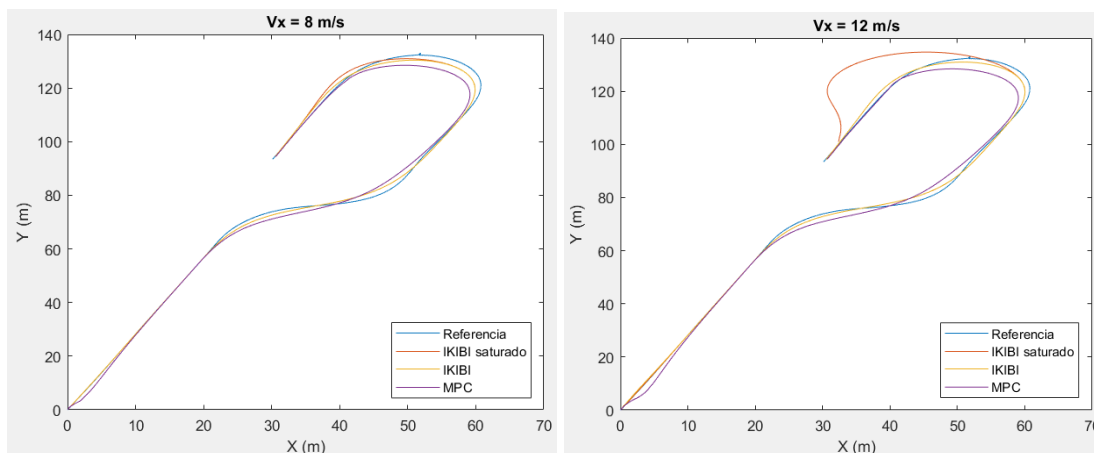 Vx = 8 m/s
140
120
100
80
60
40
20
0
Y (m)
0 10 20 30 40 50 60 70
X (m)
Referencia
IKIBI saturado
IKIBI
MPC
Vx = 12 m/s
140
120
100
80
60
40
20
0
Y (m)
0 10 20 30 40 50 60 70
X (m)
Referencia
IKIBI saturado
IKIBI
MPC